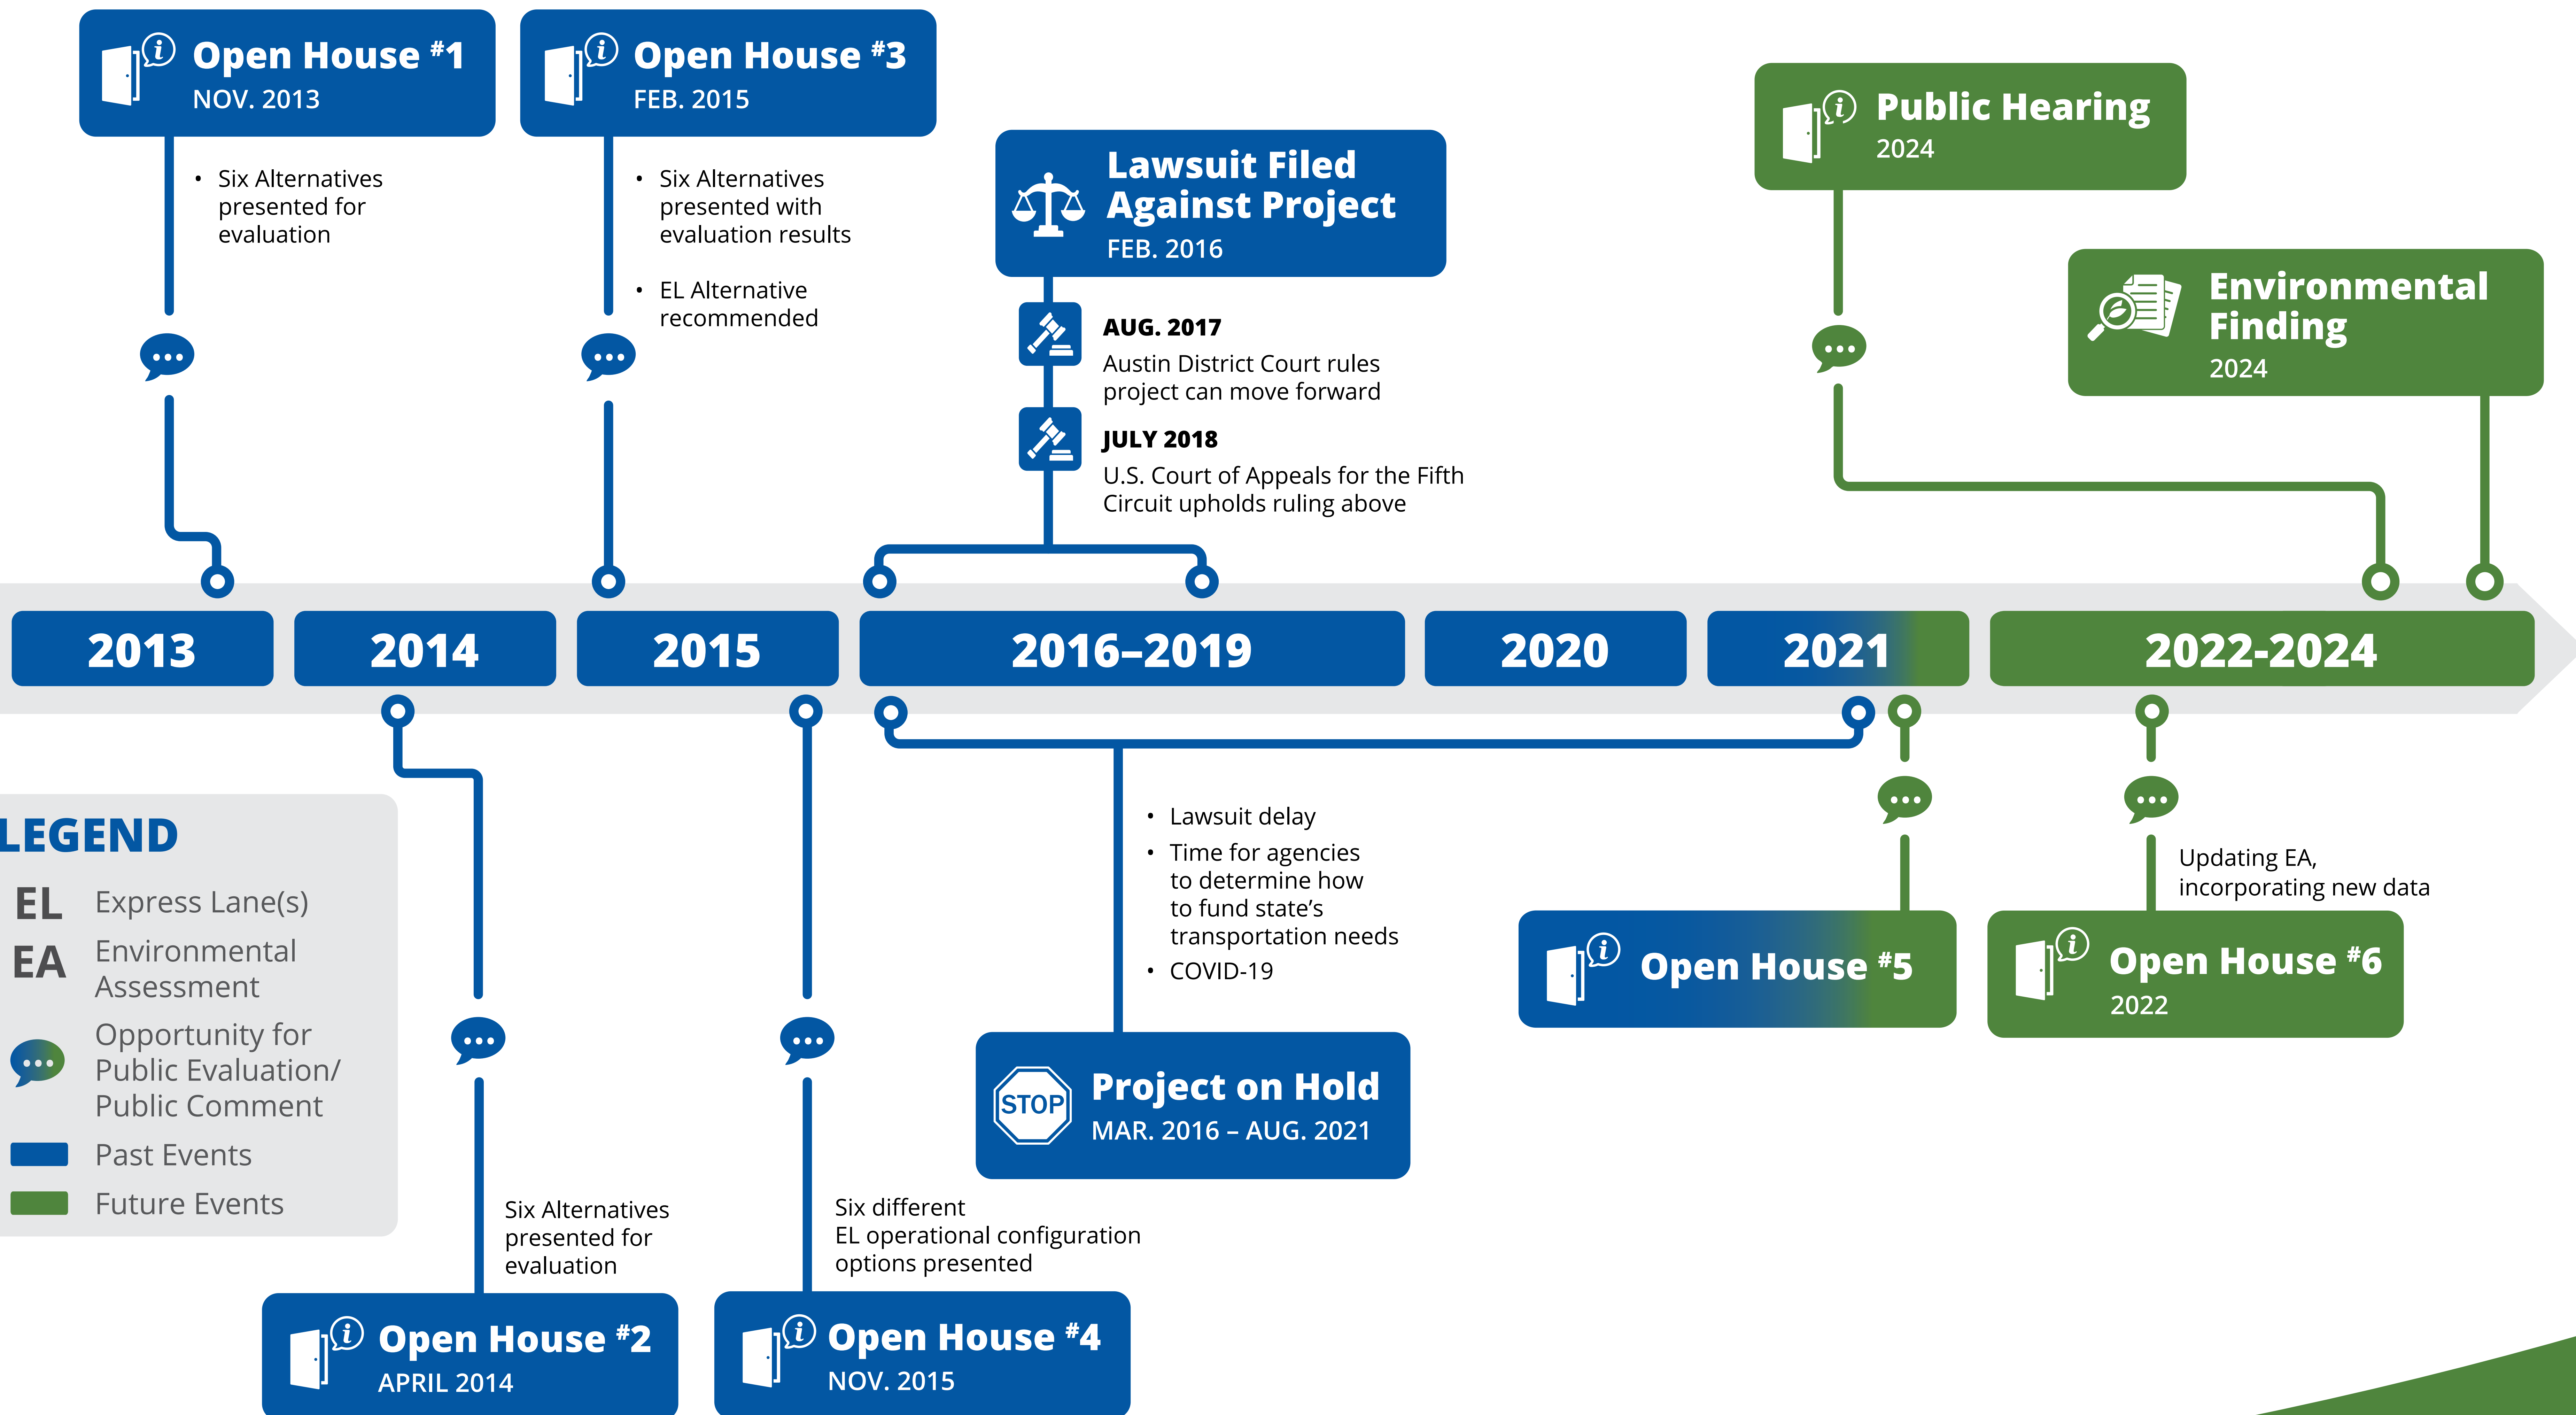 Open House #1
NOV. 2013
• Six Alternatives
presented for
evaluation
Open House #3
FEB. 2015
• Six Alternatives
presented with
evaluation results
• EL Alternative
recommended
Lawsuit Filed
Against Project
FEB. 2016
AUG. 2017
Austin District Court rules
project can move forward
JULY 2018
U.S. Court of Appeals for the Fifth
Circuit upholds ruling above
Public Hearing
2024
Environmental
Finding
2024
2013
2014
2015
2016–2019
2020
2021
2022-2024
LEGEND
EL Express Lane(s)
EA Environmental
Assessment
Opportunity for
Public Evaluation/
Public Comment
Past Events
Future Events
Six Alternatives
presented for
evaluation
Open House #2
APRIL 2014
Six different
EL operational configuration
options presented
Open House #4
NOV. 2015
• Lawsuit delay
• Time for agencies
to determine how
to fund state’s
transportation needs
• COVID-19
STOP
Project on Hold
MAR. 2016 – AUG. 2021
Open House #5
Updating EA,
incorporating new data
Open House #6
2022